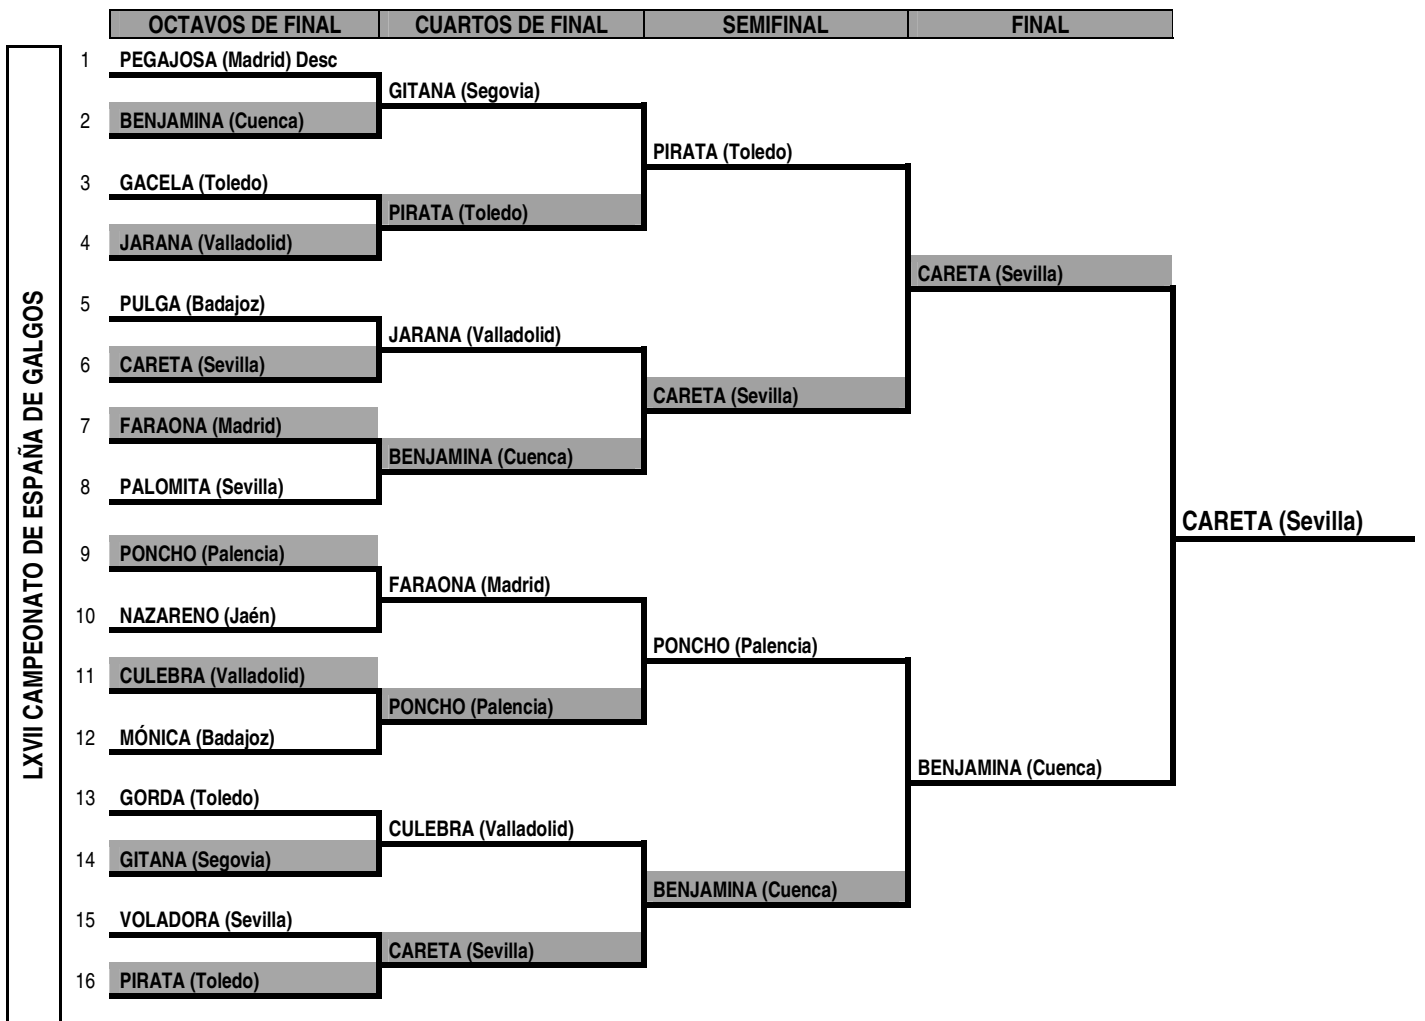 OCTAVOS DE FINAL CUARTOS DE FINAL SEMIFINAL FINAL
LXVII CAMPEONATO DE ESPAÑA DE GALGOS
1 PEGAJOSA (Madrid) Desc
GITANA (Segovia)
2 BENJAMINA (Cuenca)
PIRATA (Toledo)
3 GACELA (Toledo)
PIRATA (Toledo)
4 JARANA (Valladolid)
CARETA (Sevilla)
5 PULGA (Badajoz)
JARANA (Valladolid)
6 CARETA (Sevilla)
CARETA (Sevilla)
7 FARAONA (Madrid)
BENJAMINA (Cuenca)
8 PALOMITA (Sevilla)
CARETA (Sevilla)
9 PONCHO (Palencia)
FARAONA (Madrid)
10 NAZARENO (Jaén)
PONCHO (Palencia)
11 CULEBRA (Valladolid)
PONCHO (Palencia)
12 MÓNICA (Badajoz)
BENJAMINA (Cuenca)
13 GORDA (Toledo)
CULEBRA (Valladolid)
14 GITANA (Segovia)
BENJAMINA (Cuenca)
15 VOLADORA (Sevilla)
CARETA (Sevilla)
16 PIRATA (Toledo)